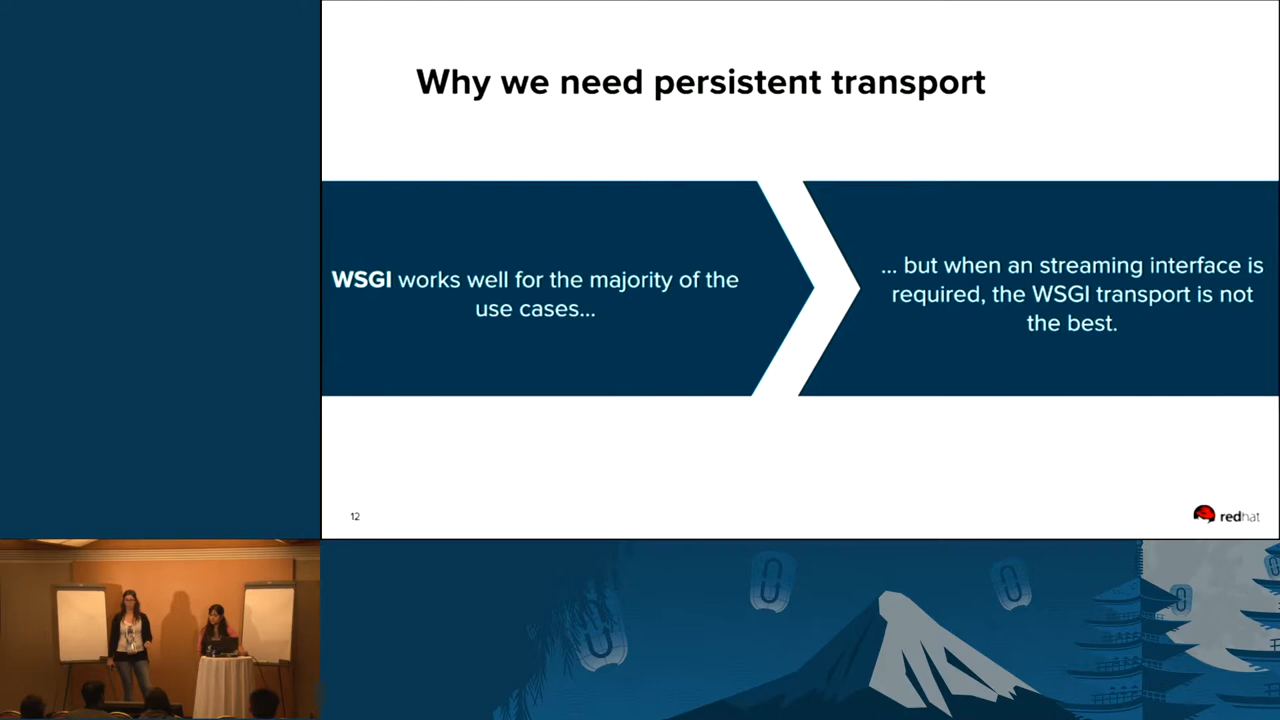 Why we need persistent transport
WSGI works well for the majority of the
use cases...
... but when an streaming interface is
required, the WSGI transport is not
the best.
12
redhat